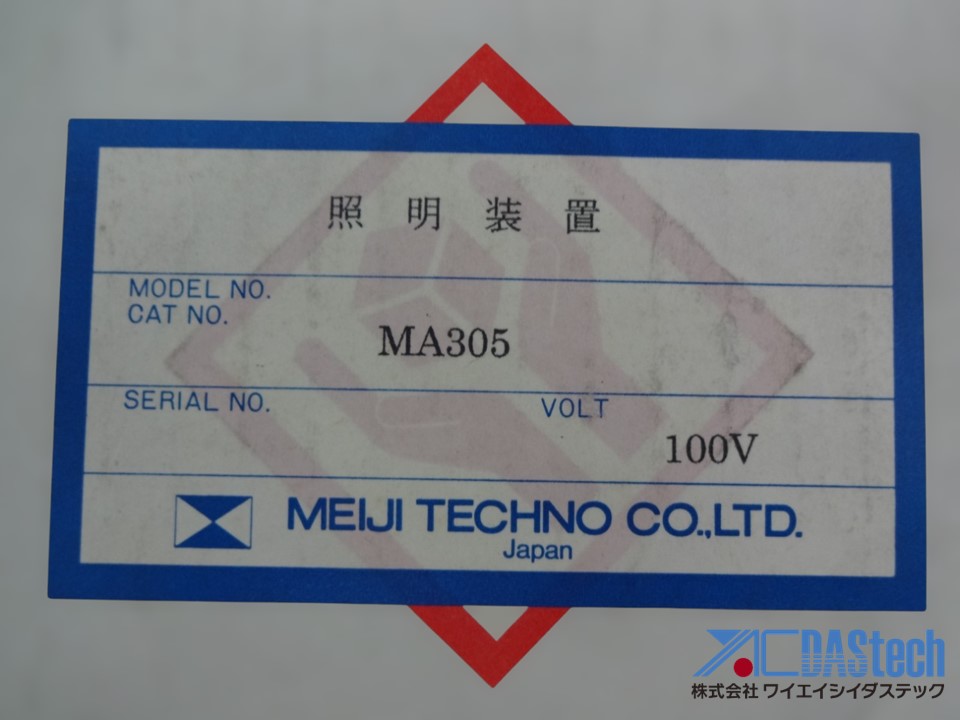 照明装置
MODEL NO.
CAT NO.
MA305
SERIAL NO.
VOLT
100V
MEIJI TECHNO CO.,LTD.
Japan
YAC DAStech
株式会社 ワイエイシイダステック